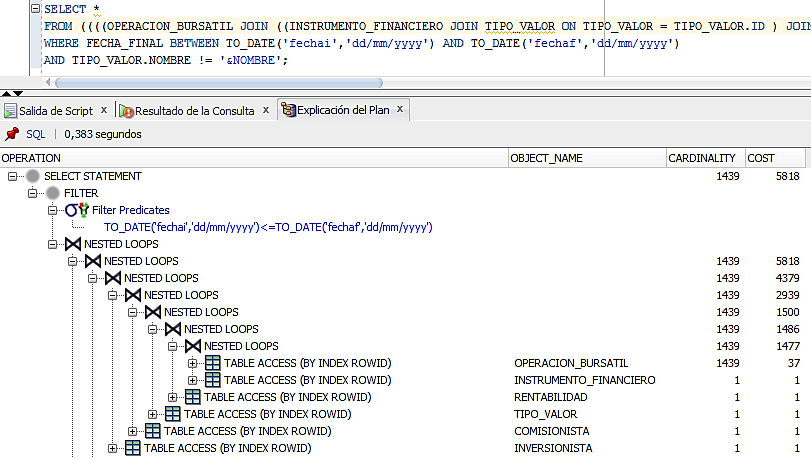 SELECT *
FROM ((((OPERACION_BURSATIL JOIN ((INSTRUMENTO_FINANCIERO JOIN TIPO_VALOR ON TIPO_VALOR = TIPO_VALOR.ID ) JOIN
WHERE FECHA_FINAL BETWEEN TO_DATE('fechai','dd/mm/yyyy') AND TO_DATE('fechaf','dd/mm/yyyy')
AND TIPO_VALOR.NOMBRE != '&NOMBRE';
Salida de Script x Resultado de la Consulta x Explicación del Plan x
SQL | 0,383 segundos
OPERATION OBJECT_NAME CARDINALITY COST
SELECT STATEMENT 1439 5818
FILTER
Filter Predicates
TO_DATE('fechai','dd/mm/yyyy')<=TO_DATE('fechaf','dd/mm/yyyy')
NESTED LOOPS
NESTED LOOPS 1439 5818
NESTED LOOPS 1439 4379
NESTED LOOPS 1439 2939
NESTED LOOPS 1439 1500
NESTED LOOPS 1439 1486
NESTED LOOPS 1439 1477
TABLE ACCESS (BY INDEX ROWID) OPERACION_BURSATIL 1439 37
TABLE ACCESS (BY INDEX ROWID) INSTRUMENTO_FINANCIERO 1 1
TABLE ACCESS (BY INDEX ROWID) RENTABILIDAD 1 1
TABLE ACCESS (BY INDEX ROWID) TIPO_VALOR 1 1
TABLE ACCESS (BY INDEX ROWID) COMISIONISTA 1 1
TABLE ACCESS (BY INDEX ROWID) INVERSIONISTA 1 1